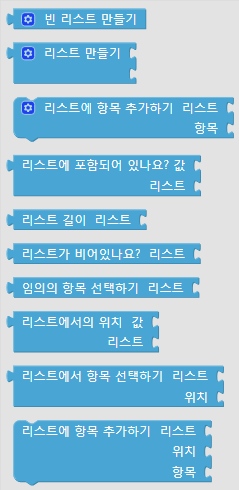 빈 리스트 만들기
리스트 만들기
리스트에 항목 추가하기 리스트
항목
리스트에 포함되어 있나요? 값
리스트
리스트 길이 리스트
리스트가 비어있나요? 리스트
임의의 항목 선택하기 리스트
리스트에서의 위치 값
리스트
리스트에서 항목 선택하기 리스트
위치
리스트에 항목 추가하기 리스트
위치
항목